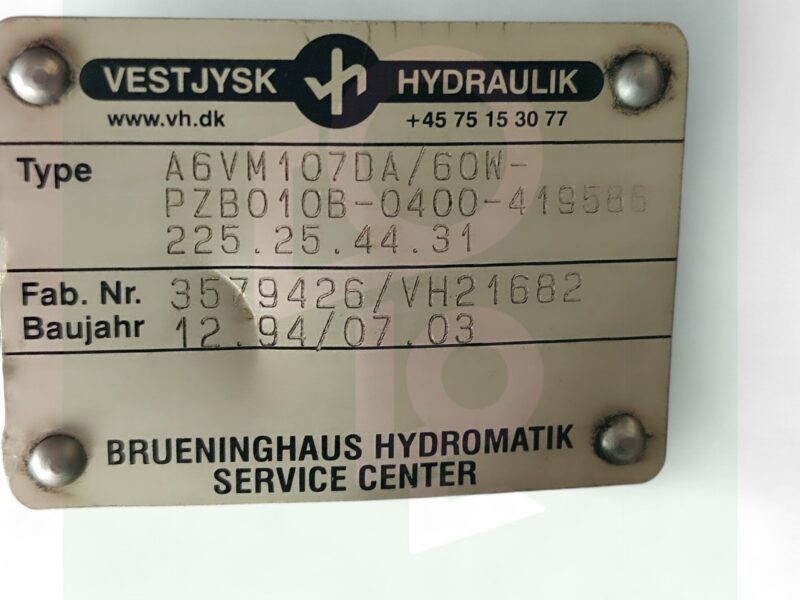 VESTJYSK vh HYDRAULIK
www.vh.dk +45 75 15 30 77
Type A6VM107DA/60W-
PZB010B-0400-419586
225.25.44.31
Fab. Nr. 3579426/VH21682
Baujahr 12.94/07.03
BRUENINGHAUS HYDROMATIK
SERVICE CENTER